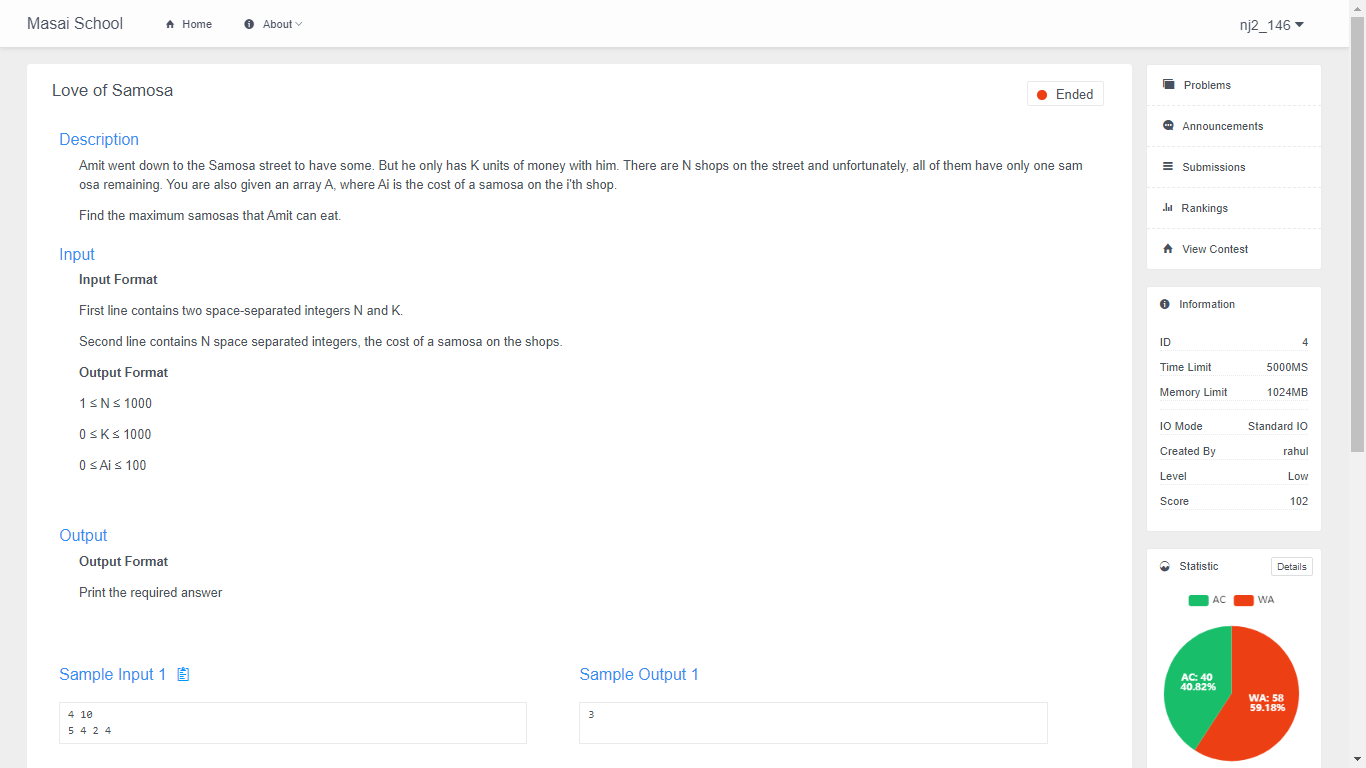 Masai School
Home
About
nj2_146
Love of Samosa
Ended
Description
Amit went down to the Samosa street to have some. But he only has K units of money with him. There are N shops on the street and unfortunately, all of them have only one sam
osa remaining. You are also given an array A, where Ai is the cost of a samosa on the i'th shop.
Find the maximum samosas that Amit can eat.
Input
Input Format
First line contains two space-separated integers N and K.
Second line contains N space separated integers, the cost of a samosa on the shops.
Output Format
1 ≤ N ≤ 1000
0 ≤ K ≤ 1000
0 ≤ Ai ≤ 100
Output
Output Format
Print the required answer
Sample Input 1
4 10
5 4 2 4
Sample Output 1
3
Problems
Announcements
Submissions
Rankings
View Contest
Information
ID 4
Time Limit 5000MS
Memory Limit 1024MB
IO Mode Standard IO
Created By rahul
Level Low
Score 102
Statistic Details
AC WA
AC: 40
40.82%
WA: 58
59.18%